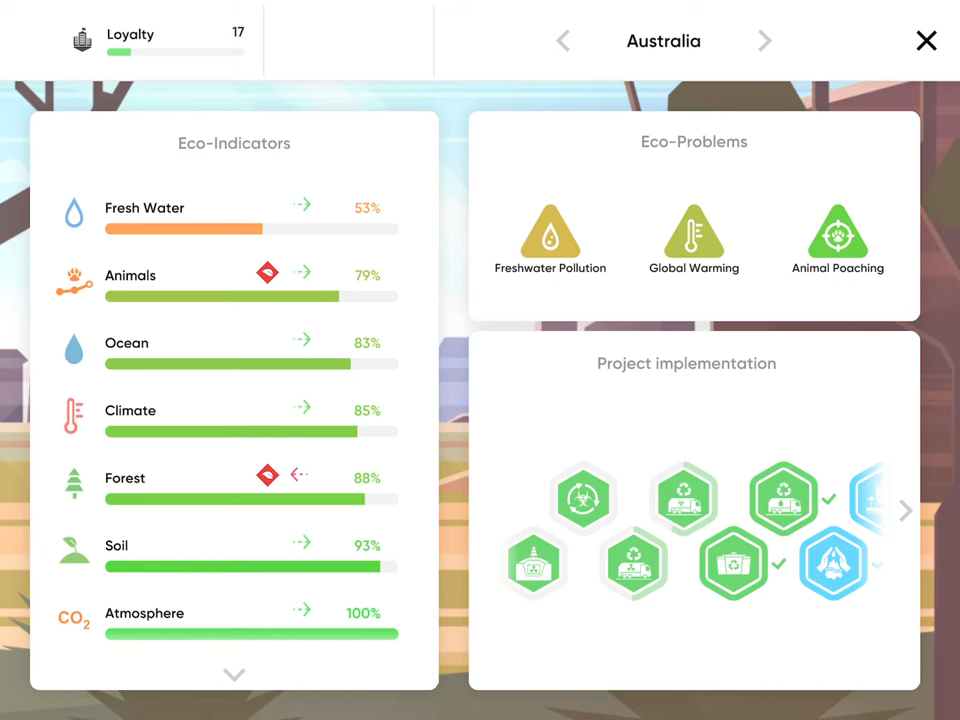 Loyalty 17
Australia
Eco-Indicators
Fresh Water 53%
Animals 79%
Ocean 83%
Climate 85%
Forest 88%
Soil 93%
CO2 Atmosphere 100%
Eco-Problems
Freshwater Pollution Global Warming Animal Poaching
Project implementation